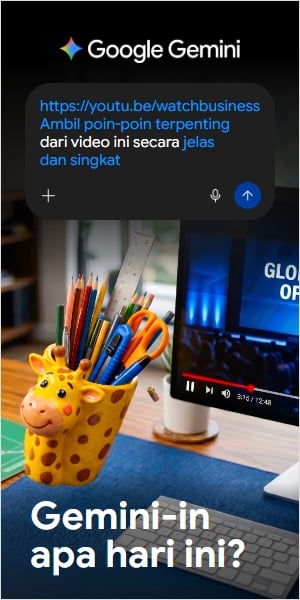 Google Gemini
https://youtu.be/watchbusiness
Ambil poin-poin terpenting
dari video ini secara jelas
dan singkat
GLO
OF
3:16 / 12:48
Gemini-in
apa hari ini?